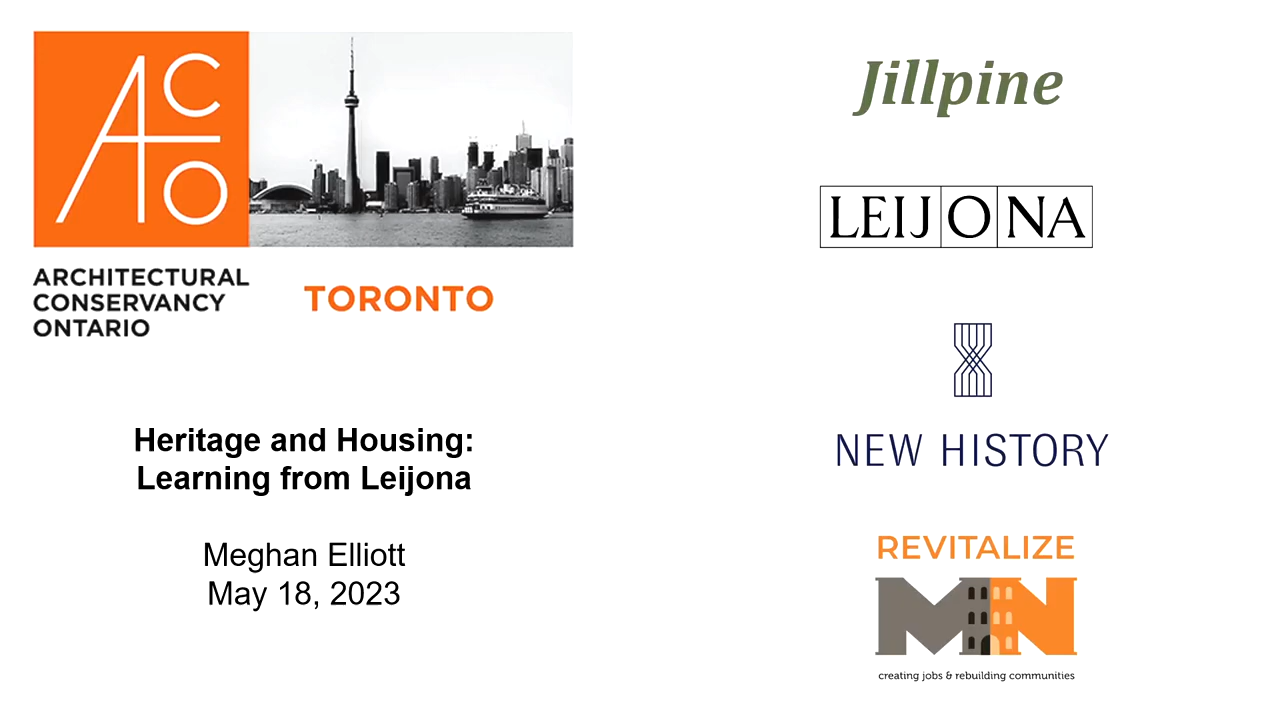 ACO
ARCHITECTURAL
CONSERVANCY
ONTARIO
TORONTO
Heritage and Housing:
Learning from Leijona
Meghan Elliott
May 18, 2023
Jillpine
LEIJONA
NEW HISTORY
REVITALIZE
MN
creating jobs & rebuilding communities